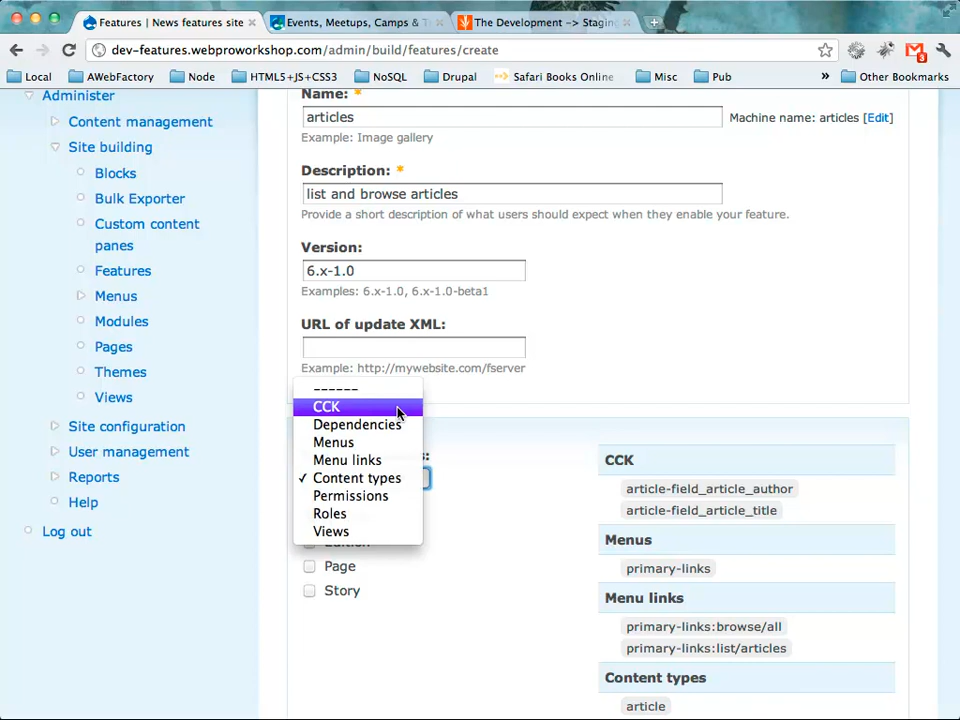 Features | News features site
Events, Meetups, Camps & T
The Development -> Staging
dev-features.webproworkshop.com/admin/build/features/create
3
Local
AWebFactory
Node
HTML5+JS+CSS3
NoSQL
Drupal
Safari Books Online
Misc
Pub
»
Other Bookmarks
Administer
Content management
Site building
Blocks
Bulk Exporter
Custom content
panes
Features
Menus
Modules
Pages
Themes
Views
Site configuration
User management
Reports
Help
Log out
Name: *
articles
Machine name: articles [Edit]
Example: Image gallery
Description: *
list and browse articles
Provide a short description of what users should expect when they enable your feature.
Version:
6.x-1.0
Examples: 6.x-1.0, 6.x-1.0-beta1
URL of update XML:
Example: http://mywebsite.com/fserver
------
CCK
Dependencies
Menus
Menu links
✓ Content types
Permissions
Roles
Views
Page
Story
CCK
article-field_article_author
article-field_article_title
Menus
primary-links
Menu links
primary-links:browse/all
primary-links:list/articles
Content types
article